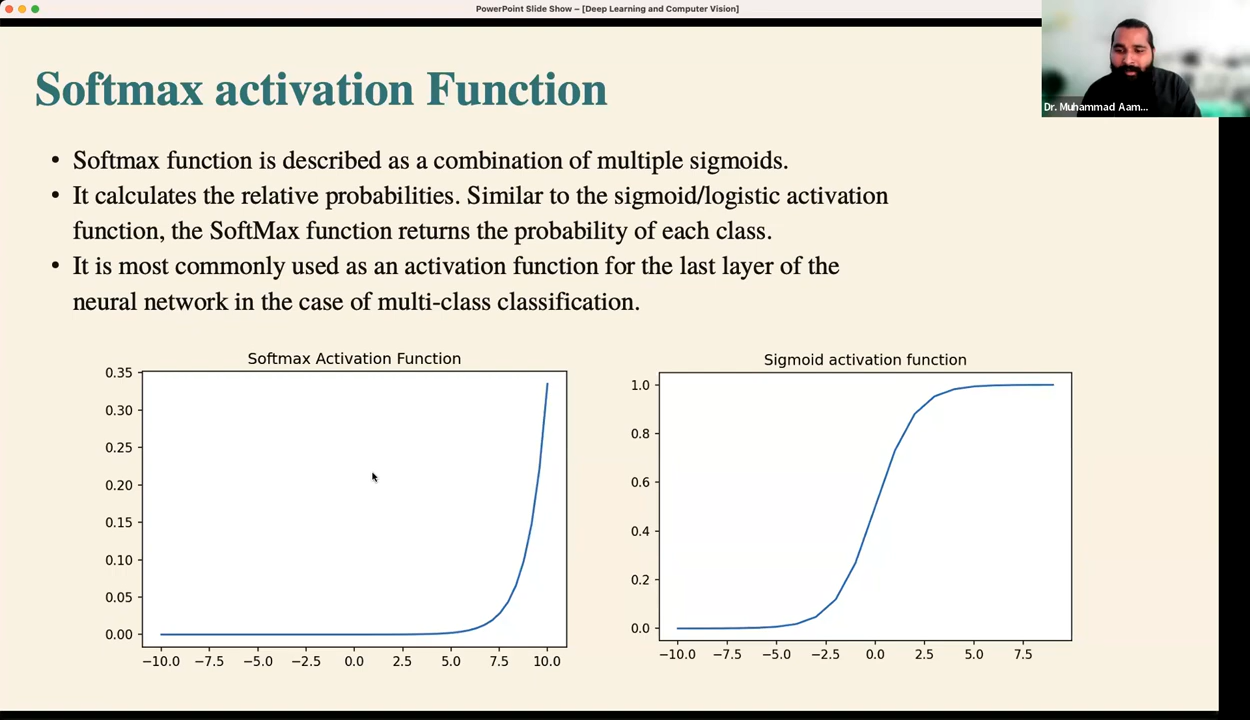 PowerPoint Slide Show – [Deep Learning and Computer Vision]
Dr. Muhammad Aam...
Softmax activation Function
• Softmax function is described as a combination of multiple sigmoids.
• It calculates the relative probabilities. Similar to the sigmoid/logistic activation
function, the SoftMax function returns the probability of each class.
• It is most commonly used as an activation function for the last layer of the
neural network in the case of multi-class classification.
Softmax Activation Function
0.35
0.30
0.25
0.20
0.15
0.10
0.05
0.00
−10.0 −7.5 −5.0 −2.5 0.0 2.5 5.0 7.5 10.0
Sigmoid activation function
1.0
0.8
0.6
0.4
0.2
0.0
−10.0 −7.5 −5.0 −2.5 0.0 2.5 5.0 7.5